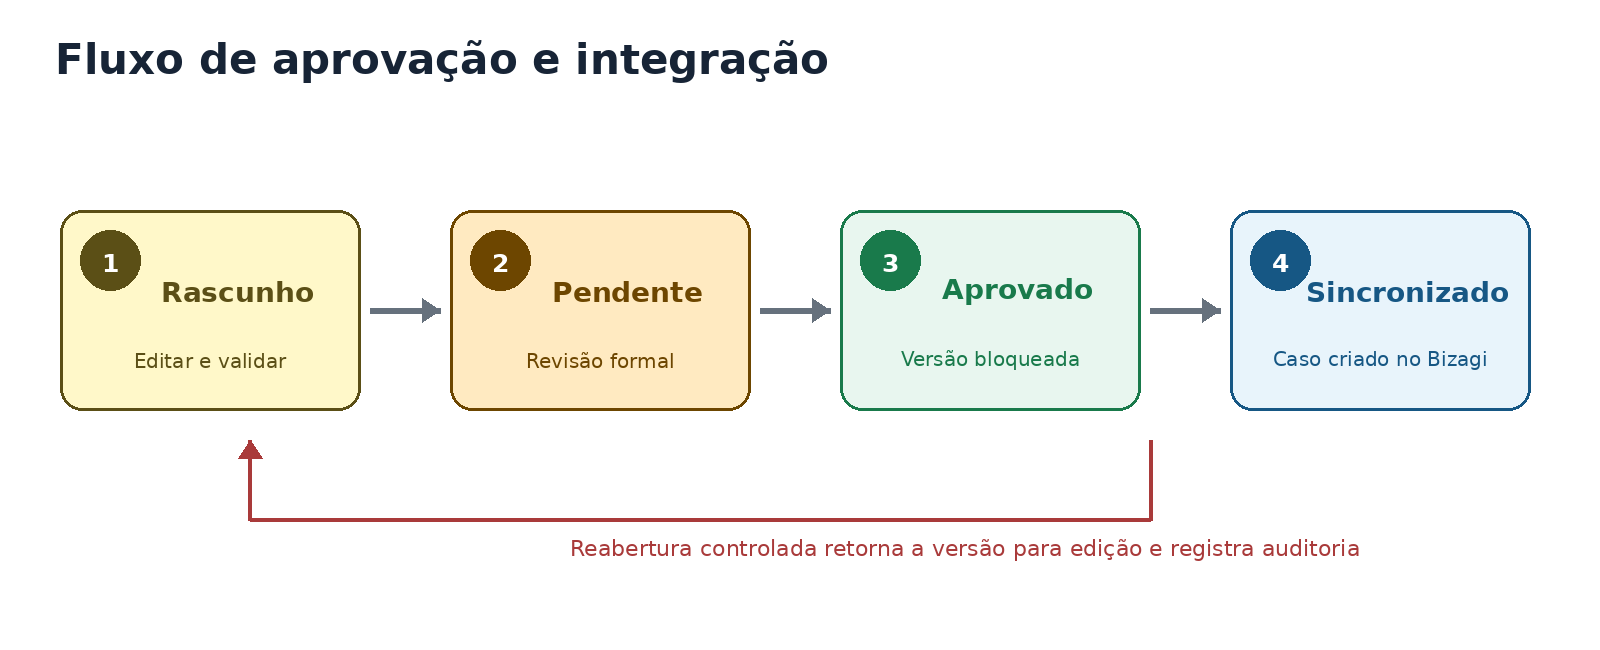 Fluxo de aprovação e integração
1
Rascunho
Editar e validar
2
Pendente
Revisão formal
3
Aprovado
Versão bloqueada
4
Sincronizado
Caso criado no Bizagi
Reabertura controlada retorna a versão para edição e registra auditoria